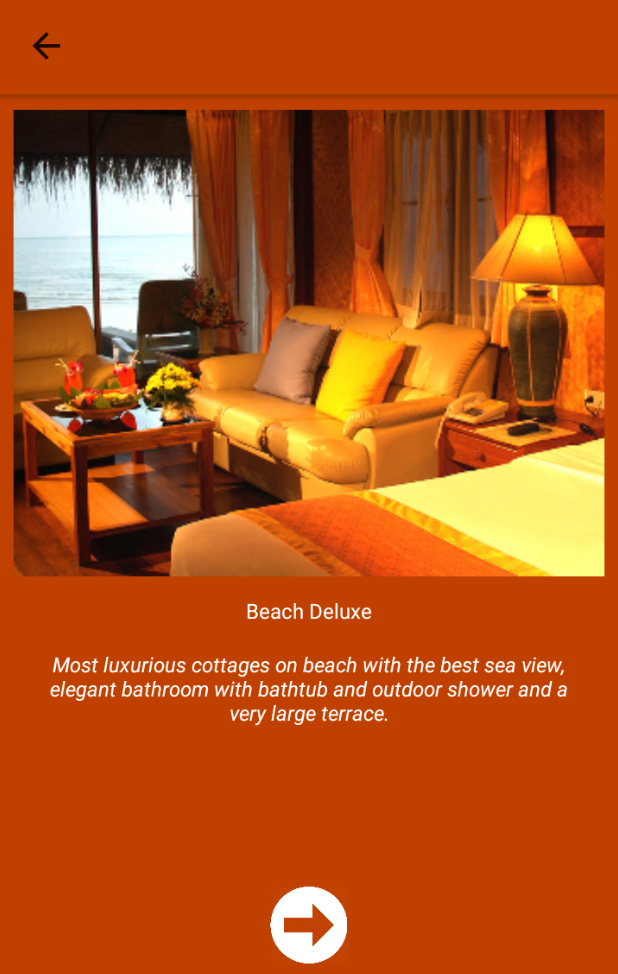 Beach Deluxe
Most luxurious cottages on beach with the best sea view,
elegant bathroom with bathtub and outdoor shower and a
very large terrace.